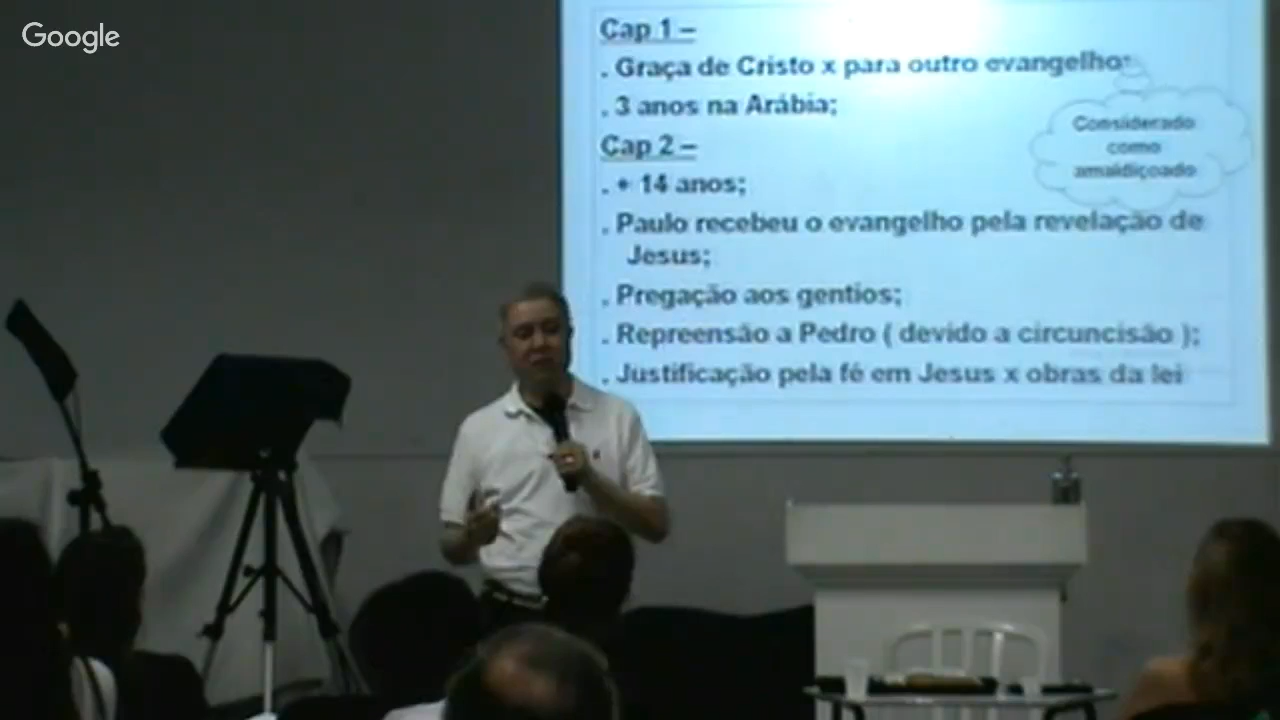 Google
Cap 1 –
. Graça de Cristo x para outro evangelho;
. 3 anos na Arábia;
Considerado
como
amaldiçoado
Cap 2 –
. + 14 anos;
. Paulo recebeu o evangelho pela revelação de
Jesus;
. Pregação aos gentios;
. Repreensão a Pedro ( devido a circuncisão );
. Justificação pela fé em Jesus x obras da lei